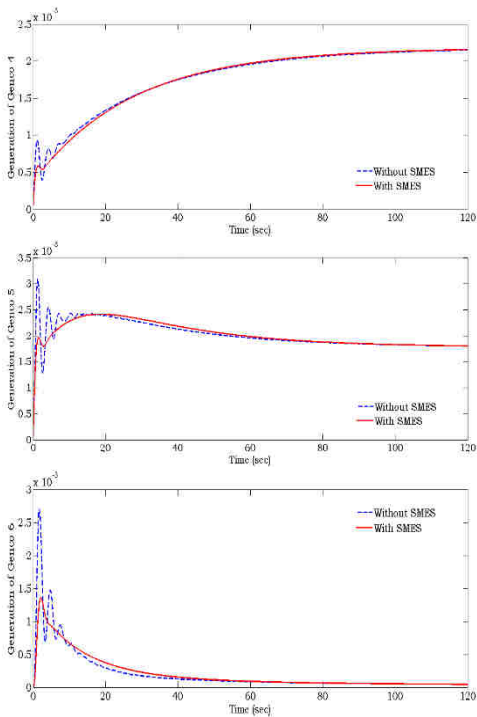 x 10⁻³
2.5
2
1.5
1
0.5
0
0 20 40 60 80 100 120
Generation of Genco 4
Without SMES
With SMES
Time (sec)
x 10⁻³
3.5
3
2.5
2
1.5
1
0.5
0
0 20 40 60 80 100 120
Generation of Genco 5
Without SMES
With SMES
Time (sec)
x 10⁻³
3
2.5
2
1.5
1
0.5
0
0 20 40 60 80 100 120
Generation of Genco 6
Without SMES
With SMES
Time (sec)